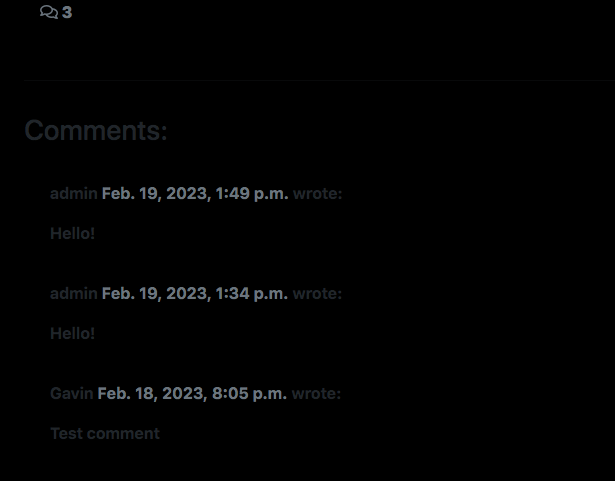 3
Comments:
admin Feb. 19, 2023, 1:49 p.m. wrote:
Hello!
admin Feb. 19, 2023, 1:34 p.m. wrote:
Hello!
Gavin Feb. 18, 2023, 8:05 p.m. wrote:
Test comment